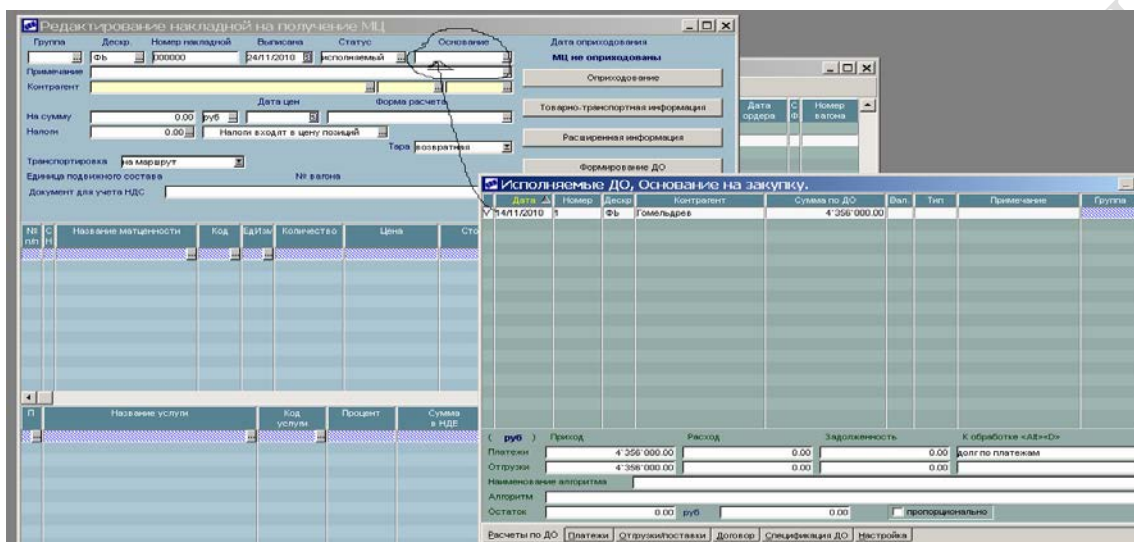 Редактирование накладной на получение МЦ
Группа Дескр. Номер накладной Выписана Статус Основание Дата оприходования
ФЬ 000000 24/11/2010 исполняемый МЦ не оприходованы
Примечание
Контрагент
Оприходование
Дата цен Форма расчета
Товарно-транспортная информация
На сумму 0.00 руб
Налоги 0.00 Налоги входят в цену позиций
Расширенная информация
Тара возвратная
Транспортировка на маршрут
Формирование ДО
Единица подвижного состава № вагона
Документ для учета НДС
Дата ордера С Ф Номер вагона
№ п/п С Н Название матценности Код ЕдИзм Количество Цена Сто
П Название услуги Код услуги Процент Сумма в НДЕ
Исполняемые ДО, Основание на закупку.
Дата Номер Дескр Контрагент Сумма по ДО Вал. Тип Примечание Группа
14/11/2010 1 ФЬ Гомельдрев 4'356'000.00
( руб ) Приход Расход Задолженность К обработке <Alt><D>
Платежи 4'356'000.00 0.00 0.00 долг по платежам
Отгрузки 4'356'000.00 0.00 0.00
Наименование алгоритма
Алгоритм
Остаток 0.00 руб 0.00 пропорционально
Расчеты по ДО Платежи Отгрузки/поставки Договор Спецификация ДО Настройка